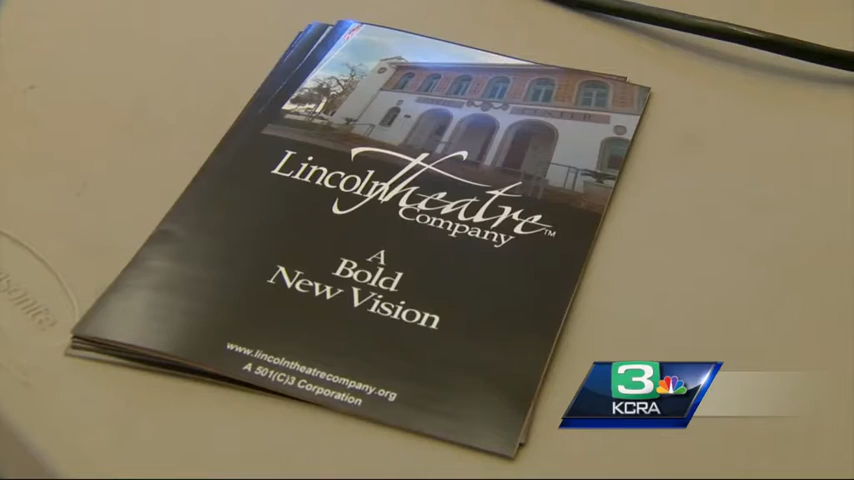 Lincoln Theatre
Company™
A
Bold
New Vision
www.lincolntheatrecompany.org
A 501(C)3 Corporation
3
KCRA